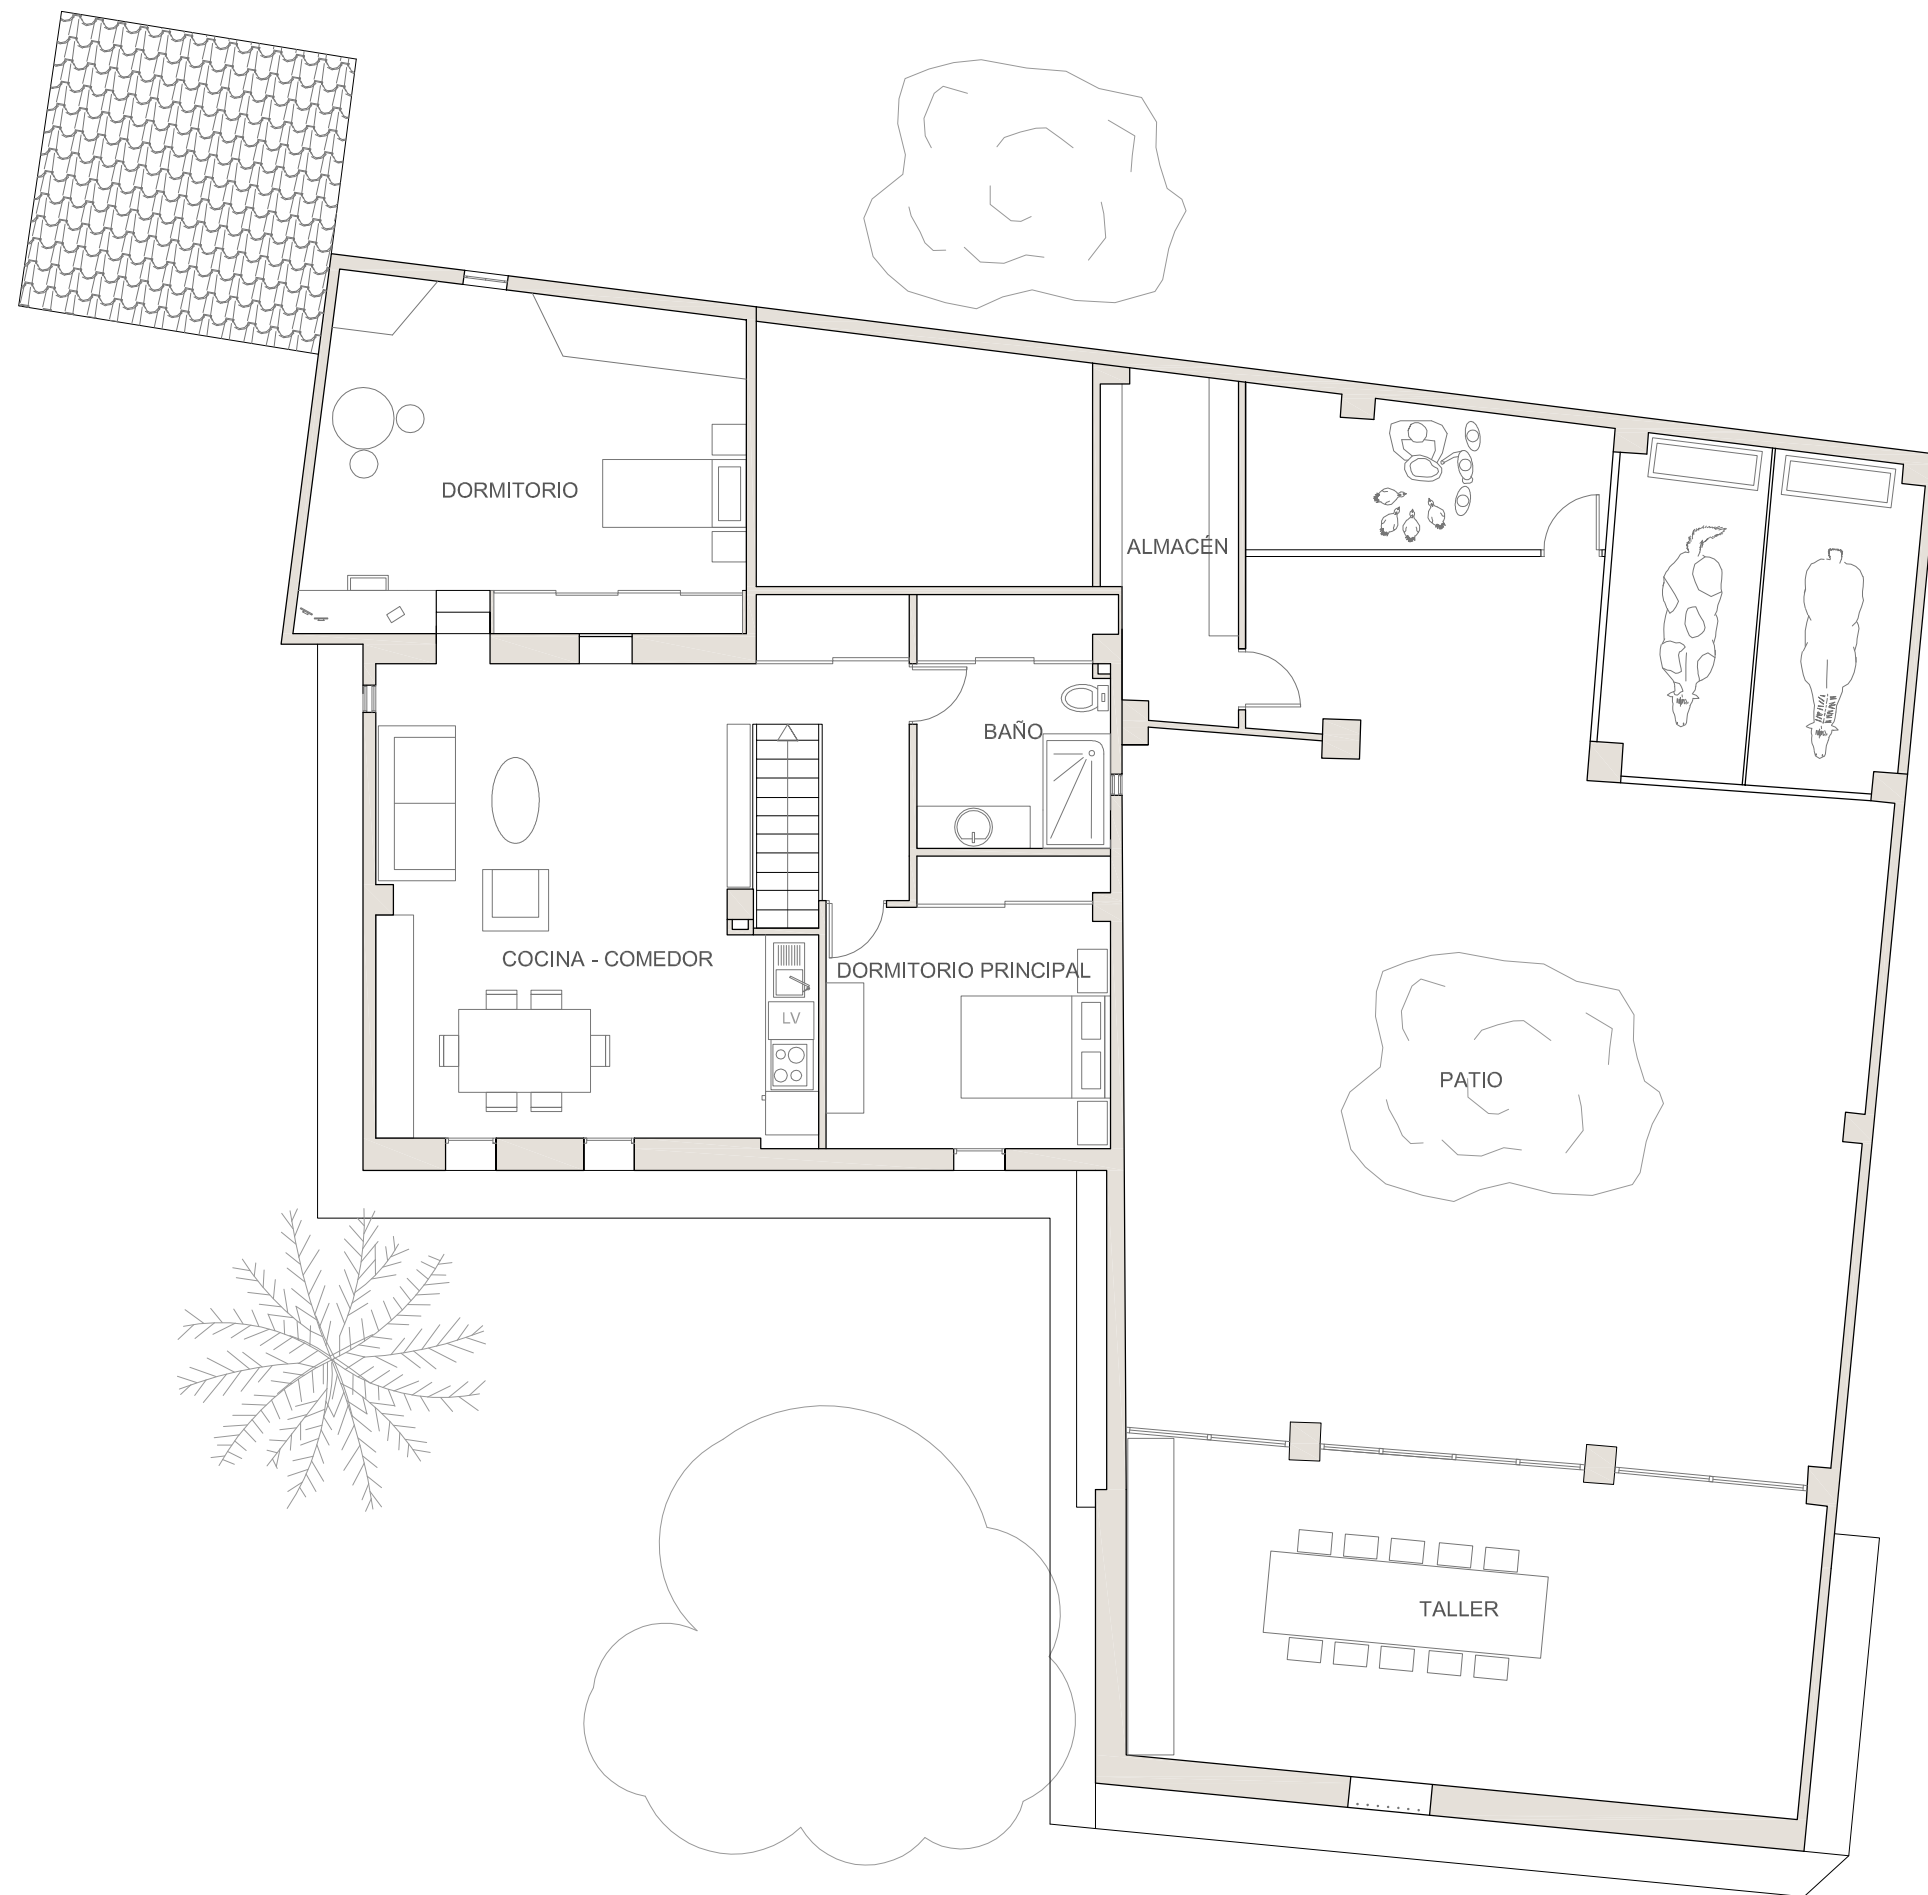 DORMITORIO
ALMACÉN
BAÑO
COCINA - COMEDOR
DORMITORIO PRINCIPAL
LV
PATIO
TALLER